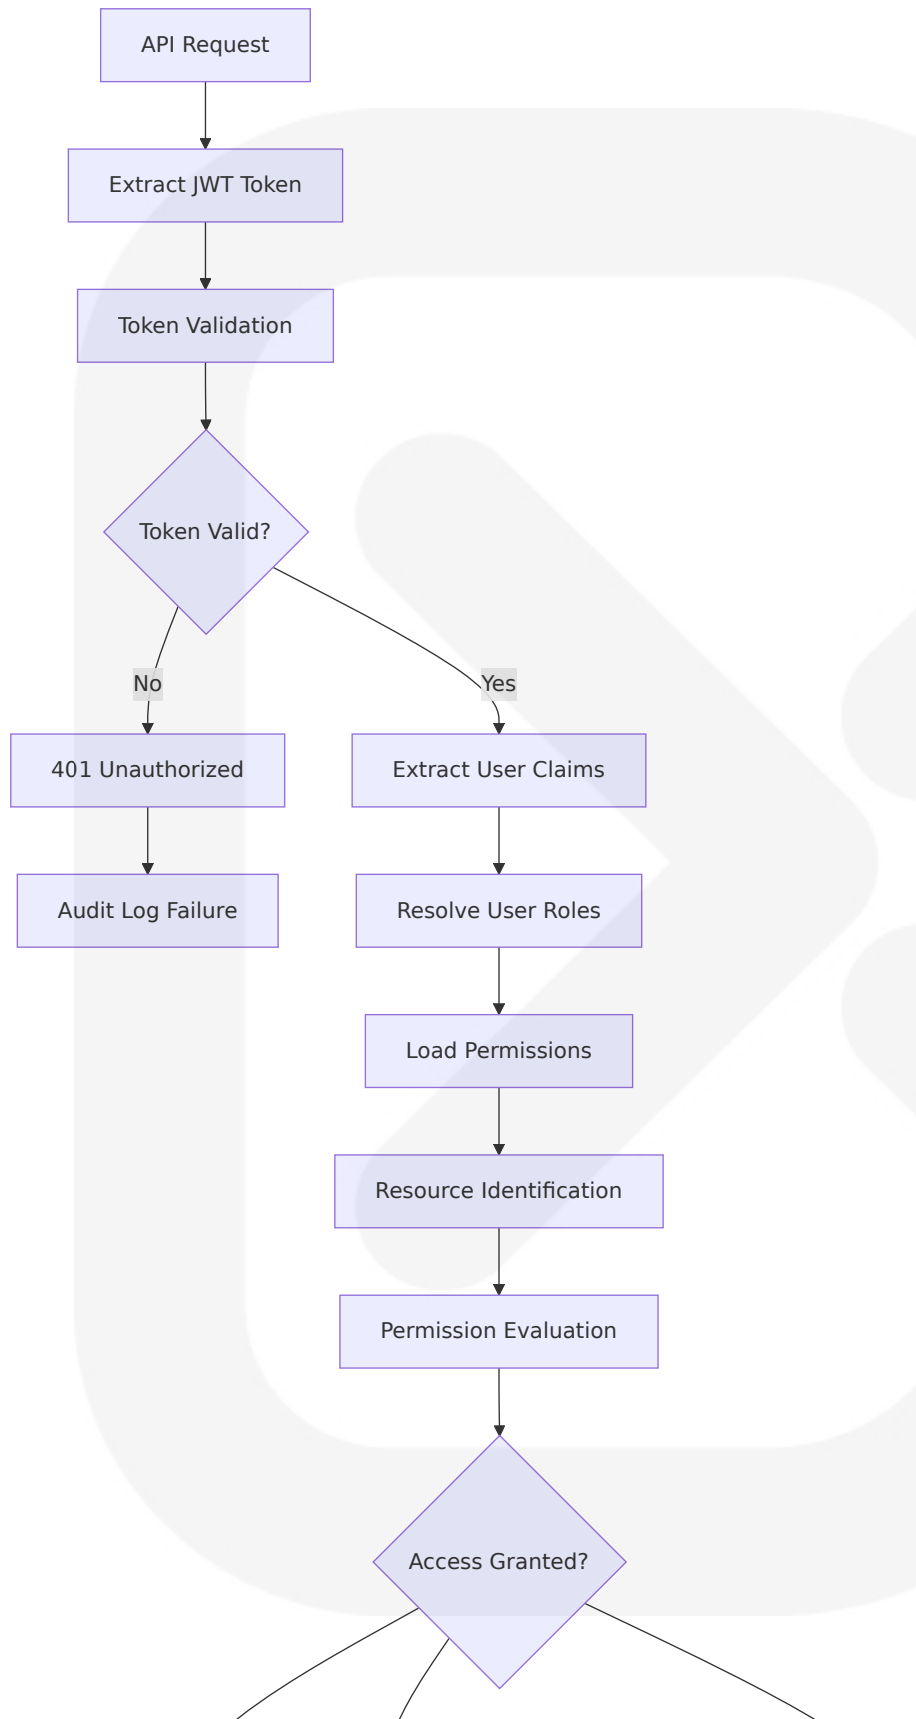 API Request
Extract JWT Token
Token Validation
Token Valid?
No
Yes
401 Unauthorized
Extract User Claims
Audit Log Failure
Resolve User Roles
Load Permissions
Resource Identification
Permission Evaluation
Access Granted?